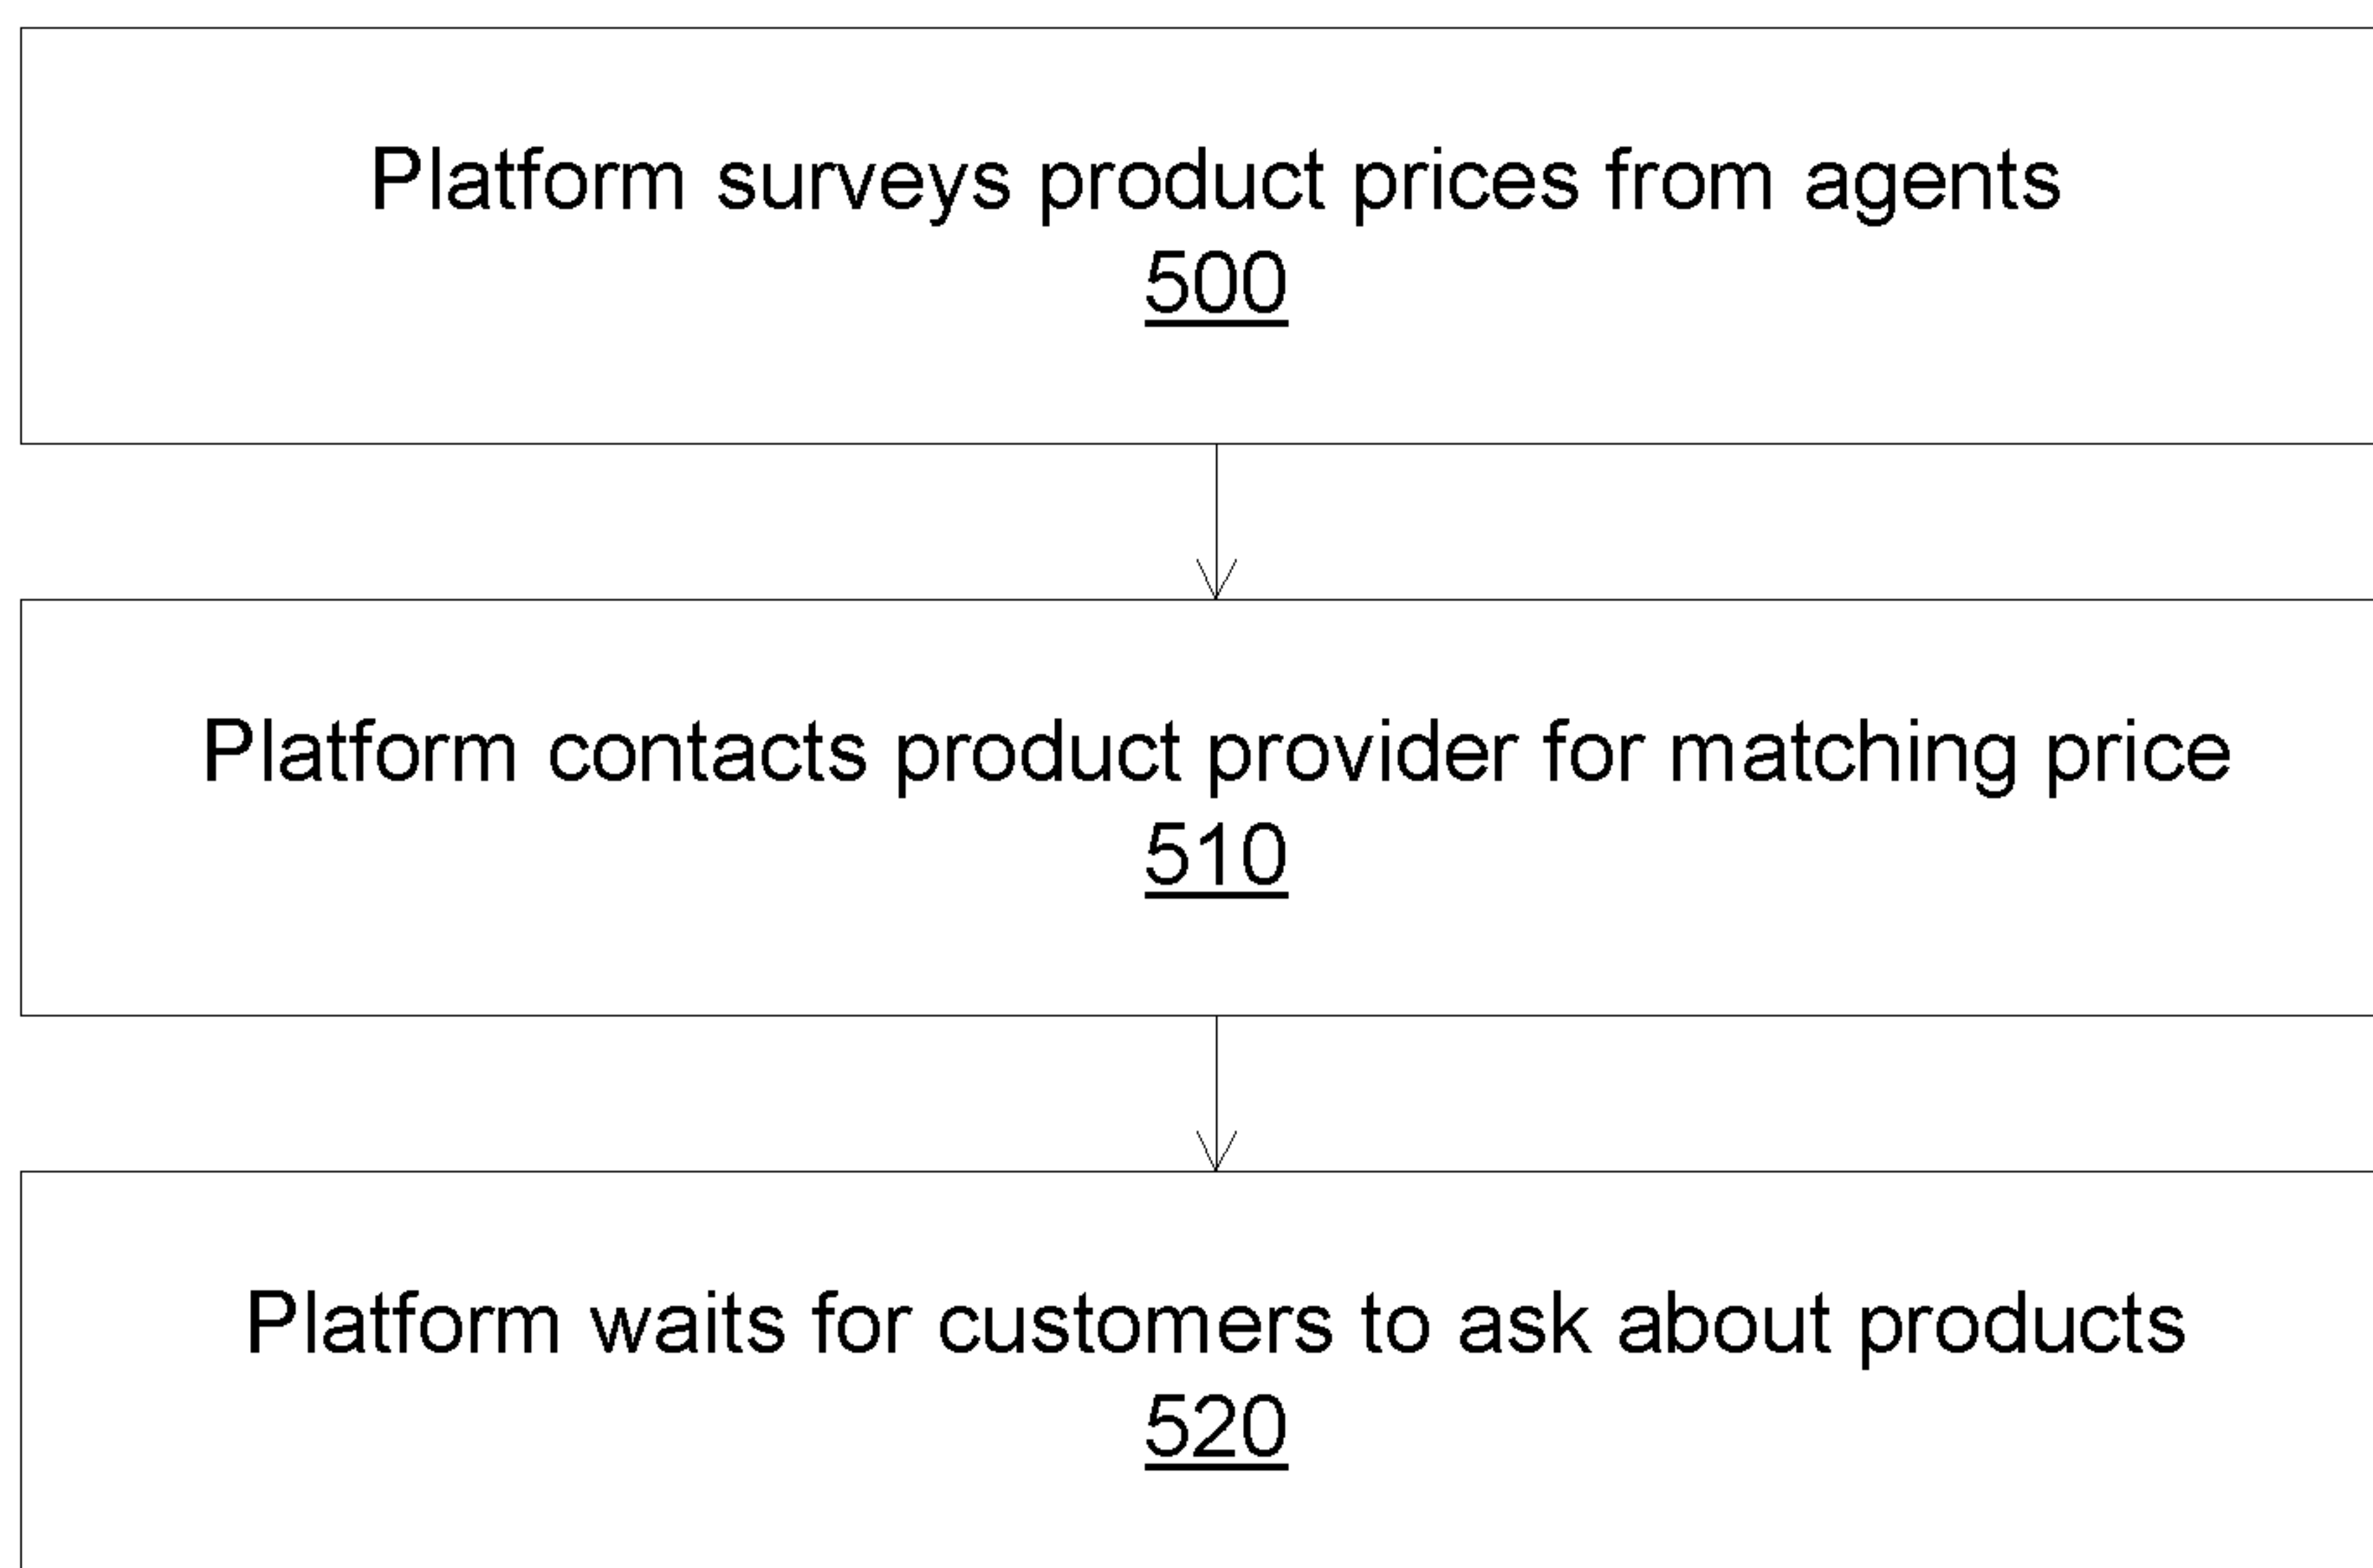 Platform surveys product prices from agents
500
Platform contacts product provider for matching price
510
Platform waits for customers to ask about products
520